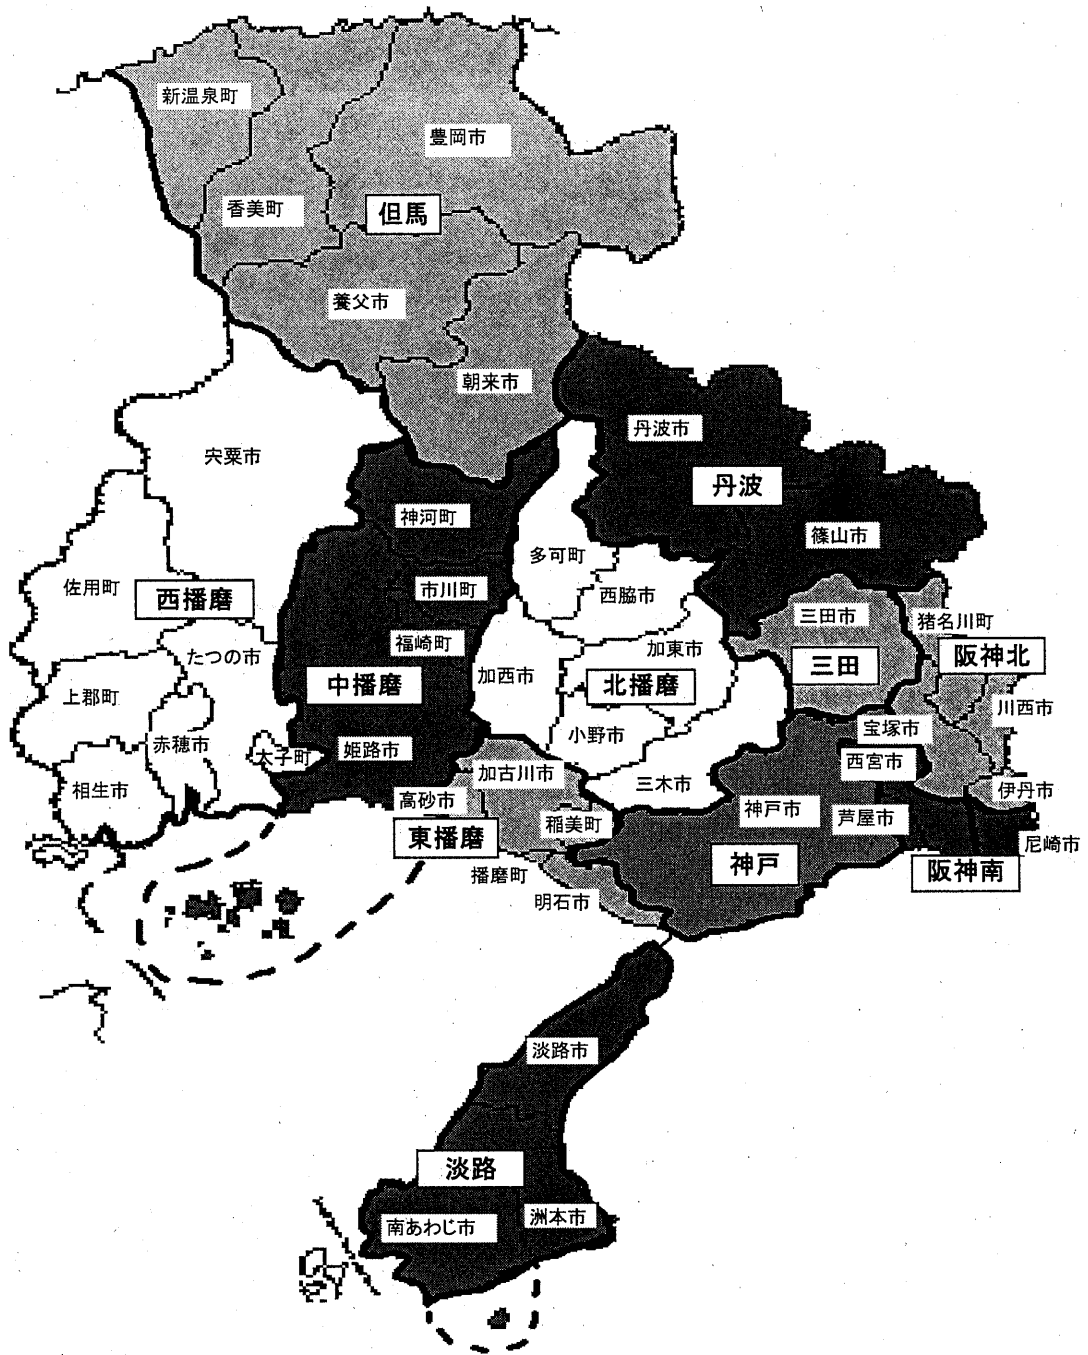 新温泉町
豊岡市
香美町
但馬
養父市
朝来市
丹波市
宍粟市
丹波
神河町
篠山市
多可町
佐用町
市川町
西播磨
西脇市
三田市
猪名川町
福崎町
加東市
たつの市
阪神北
三田
加西市
中播磨
北播磨
上郡町
川西市
宝塚市
赤穂市
小野市
姫路市
太子町
西宮市
加古川市
三木市
相生市
伊丹市
高砂市
神戸市
芦屋市
稲美町
東播磨
尼崎市
神戸
阪神南
播磨町
明石市
淡路市
淡路
洲本市
南あわじ市